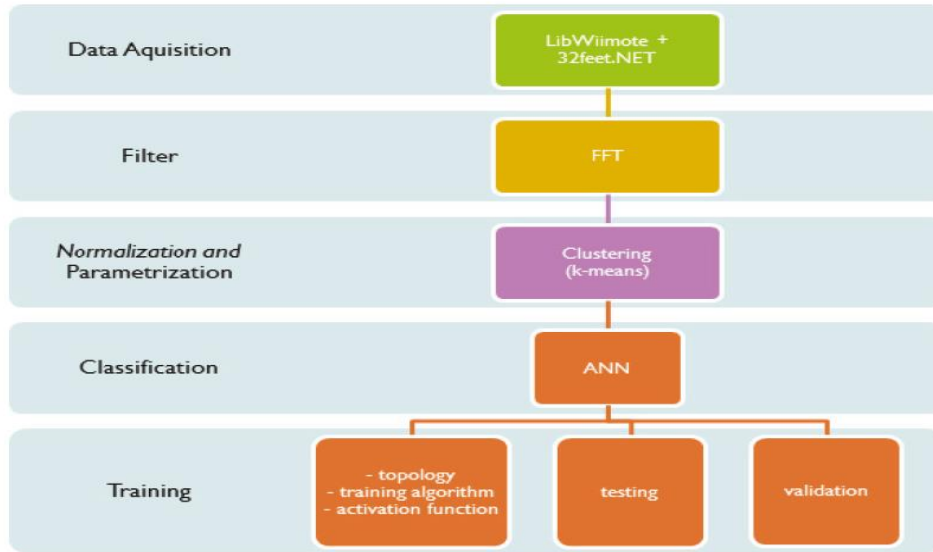 Data Aquisition
LibWiimote +
32feet.NET
Filter
FFT
Normalization and
Parametrization
Clustering
(k-means)
Classification
ANN
Training
- topology
- training algorithm
- activation function
testing
validation